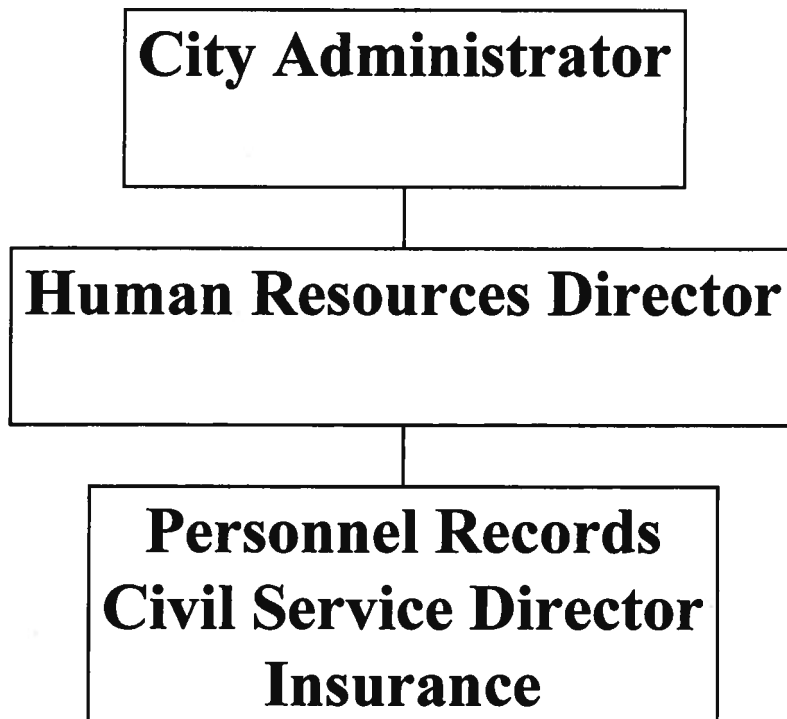 City Administrator
Human Resources Director
Personnel Records
Civil Service Director
Insurance